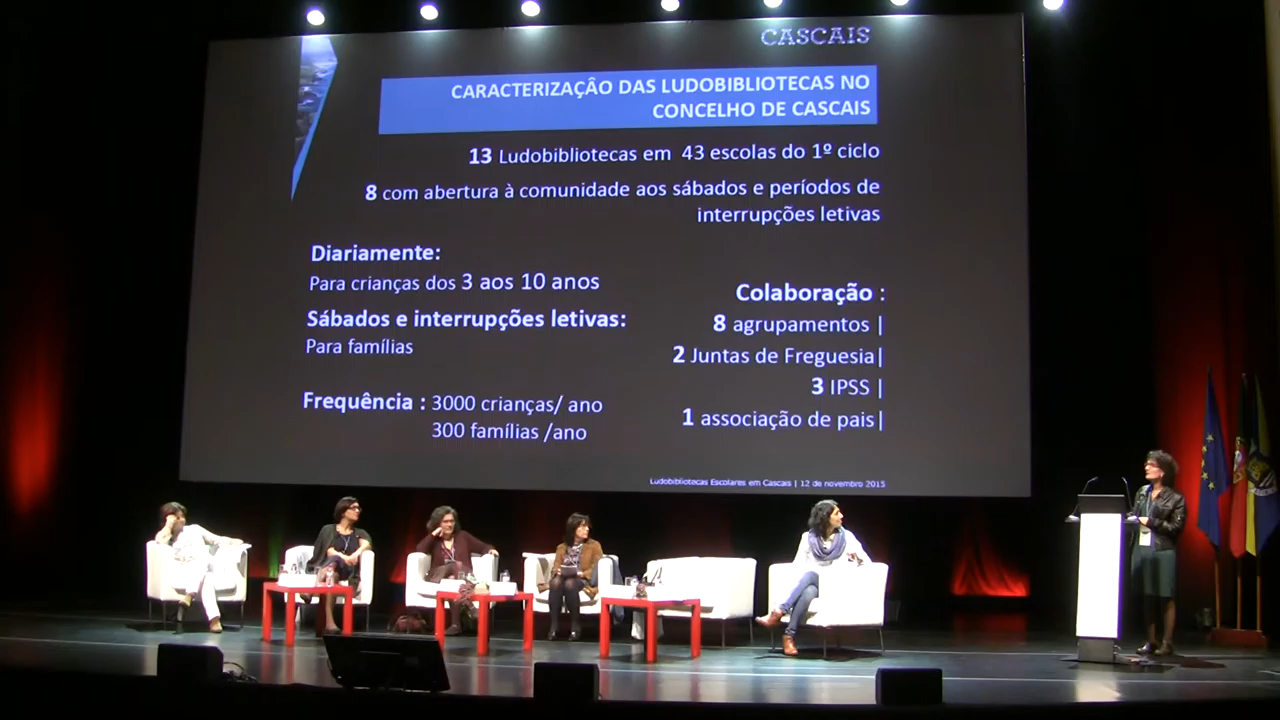 CASCAIS
CARACTERIZAÇÃO DAS LUDOBIBLIOTECAS NO
CONCELHO DE CASCAIS
13 Ludobibliotecas em 43 escolas do 1º ciclo
8 com abertura à comunidade aos sábados e períodos de
interrupções letivas
Diariamente:
Para crianças dos 3 aos 10 anos
Sábados e interrupções letivas:
Para famílias
Frequência : 3000 crianças/ ano
300 famílias /ano
Colaboração :
8 agrupamentos |
2 Juntas de Freguesia|
3 IPSS |
1 associação de pais|
Ludobibliotecas Escolares em Cascais | 12 de novembro 2015